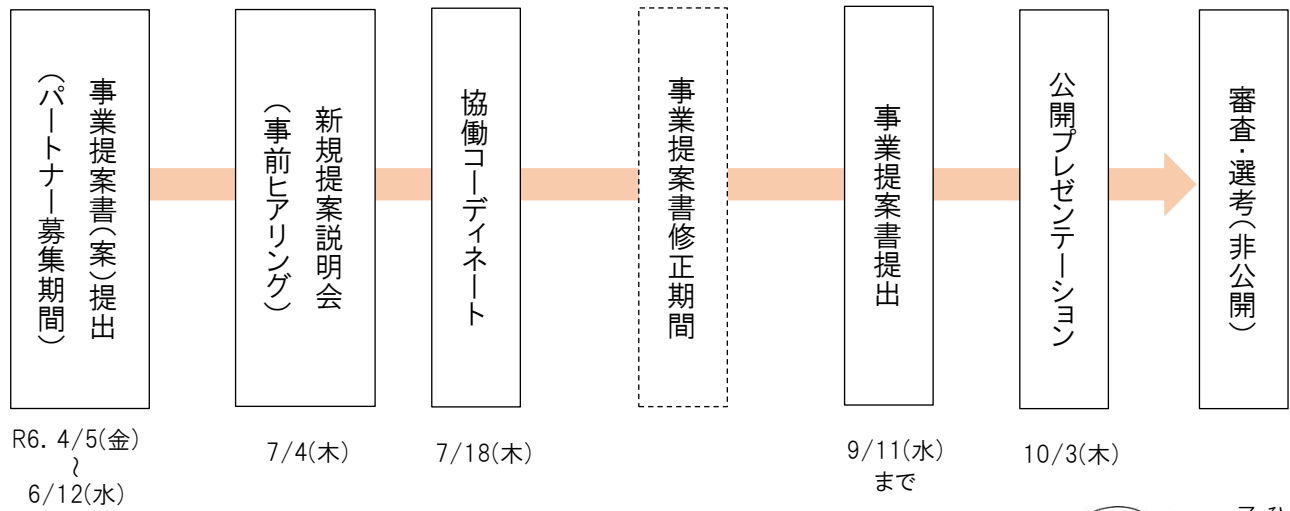 事業提案書(案)提出
(パートナー募集期間)
新規提案説明会
(事前ヒアリング)
協働コーディネート
事業提案書修正期間
事業提案書提出
公開プレゼンテーション
審査・選考(非公開)
R6. 4/5(金)
~
6/12(水)
7/4(木)
7/18(木)
9/11(水)
まで
10/3(木)